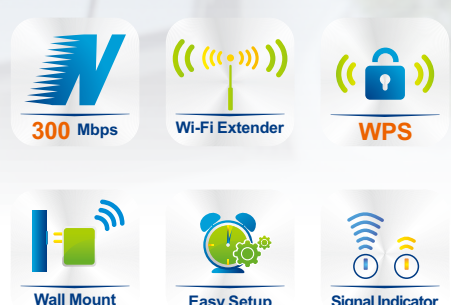 N
300 Mbps
Wi-Fi Extender
WPS
Wall Mount
Easy Setup
Signal Indicator